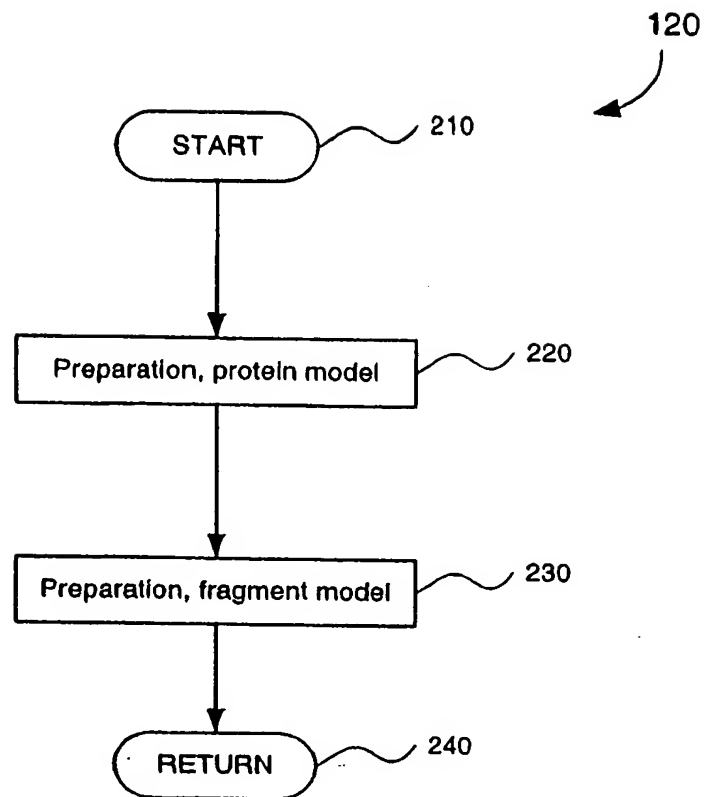 120
START
210
Preparation, protein model
220
Preparation, fragment model
230
RETURN
240